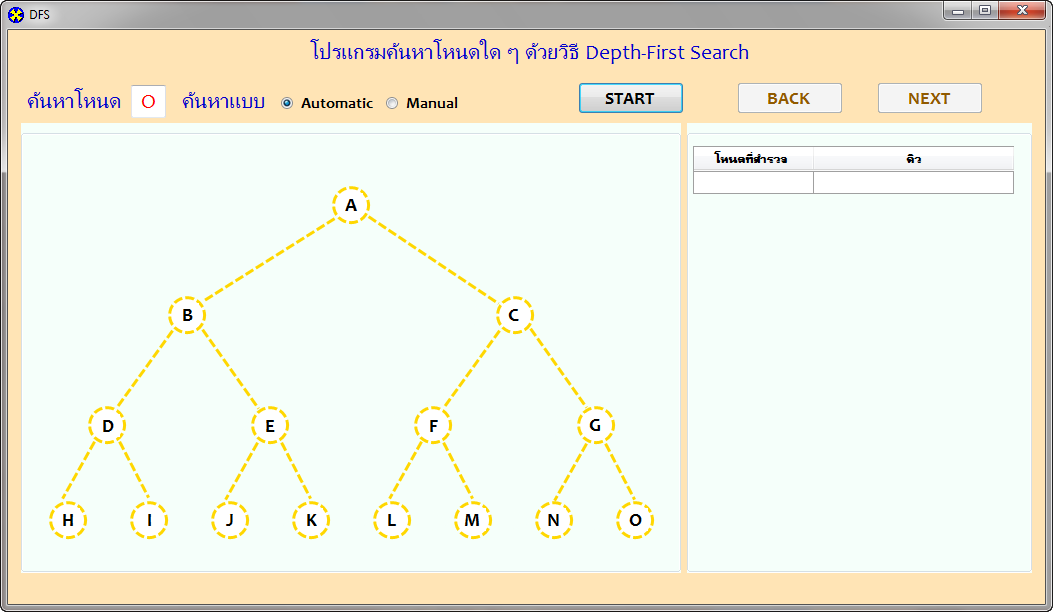 DFS
โปรแกรมค้นหาโหนดใด ๆ ด้วยวิธี Depth-First Search
ค้นหาโหนด O ค้นหาแบบ Automatic Manual START BACK NEXT
โหนดที่สำรวจ คิว
A
B C
D E F G
H I J K L M N O